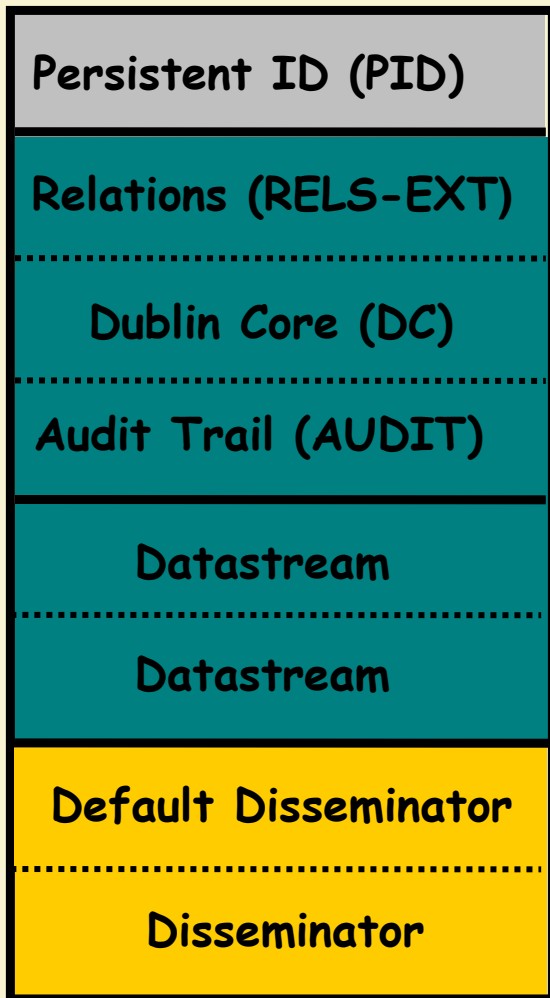 Persistent ID (PID)
Relations (RELS-EXT)
Dublin Core (DC)
Audit Trail (AUDIT)
Datastream
Datastream
Default Disseminator
Disseminator